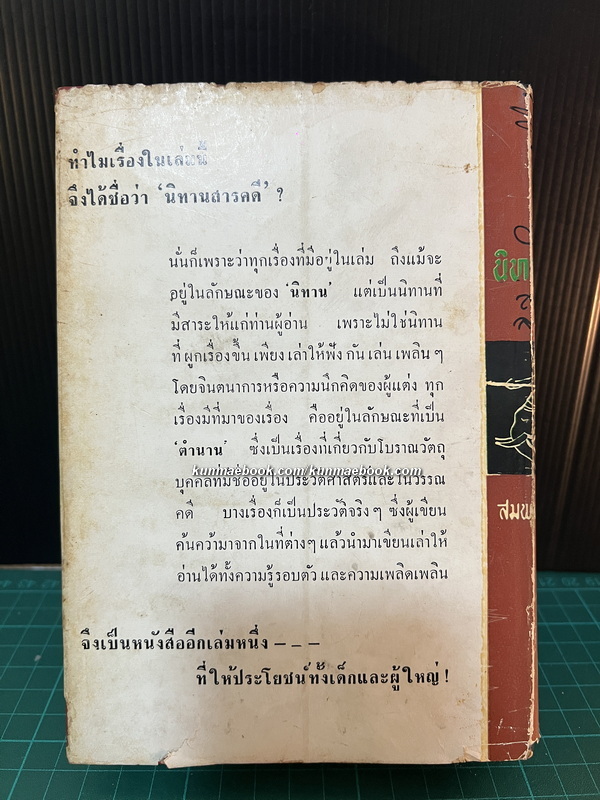 ทำไมเรื่องในเล่มนี้
จึงได้ชื่อว่า ‘นิทานสารคดี’ ?
นั่นก็เพราะว่าทุกเรื่องที่มีอยู่ในเล่ม ถึงแม้จะ
อยู่ในลักษณะของ ‘นิทาน’ แต่เป็นนิทานที่
มีสาระให้แก่ท่านผู้อ่าน เพราะไม่ใช่นิทาน
ที่ ผูกเรื่องขึ้น เพียง เล่าให้ฟัง กัน เล่น เพลิน ๆ
โดยจินตนาการหรือความนึกคิดของผู้แต่ง ทุก
เรื่องมีที่มาของเรื่อง คืออยู่ในลักษณะที่เป็น
‘ตำนาน’ ซึ่งเป็นเรื่องที่เกี่ยวกับโบราณวัตถุ
kunmaebook.com/kunmaebook.com
บุคคลที่มีชื่ออยู่ในประวัติศาสตร์และในวรรณ
คดี บางเรื่องก็เป็นประวัติจริง ๆ ซึ่งผู้เขียน
ค้นคว้ามาจากในที่ต่างๆ แล้วนำมาเขียนเล่าให้
อ่านได้ทั้งความรู้รอบตัว และความเพลิดเพลิน
จึงเป็นหนังสืออีกเล่มหนึ่ง – – –
ที่ให้ประโยชน์ทั้งเด็กและผู้ใหญ่ !